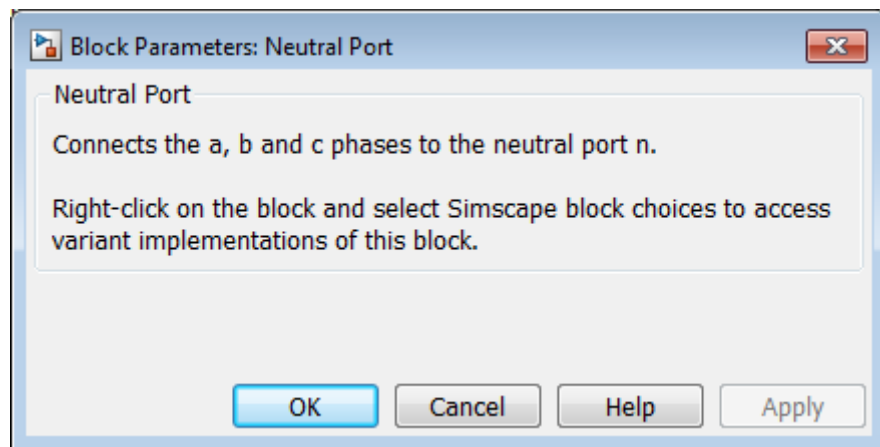 Block Parameters: Neutral Port
Neutral Port
Connects the a, b and c phases to the neutral port n.
Right-click on the block and select Simscape block choices to access
variant implementations of this block.
OK
Cancel
Help
Apply